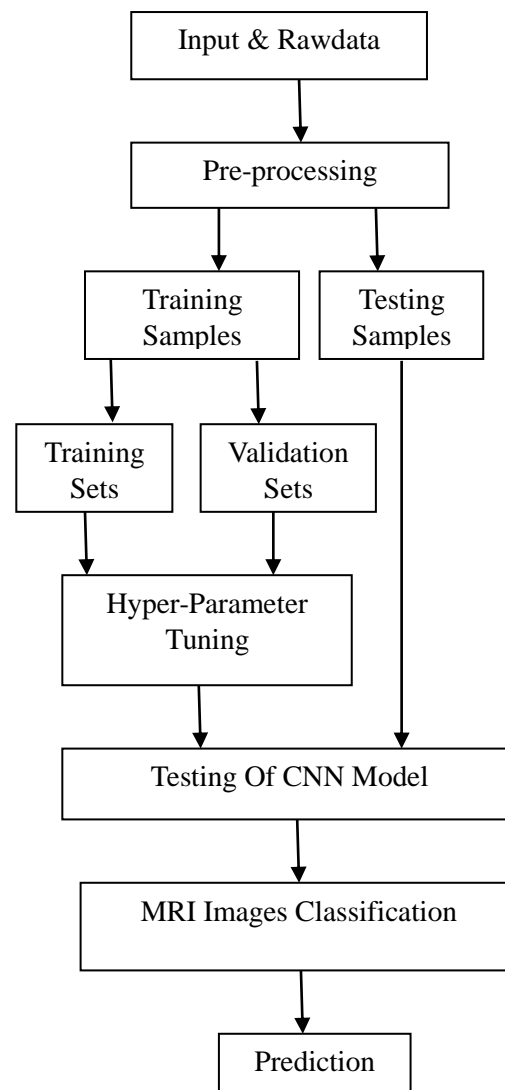 Input & Rawdata
Pre-processing
Training
Samples
Testing
Samples
Training
Sets
Validation
Sets
Hyper-Parameter
Tuning
Testing Of CNN Model
MRI Images Classification
Prediction